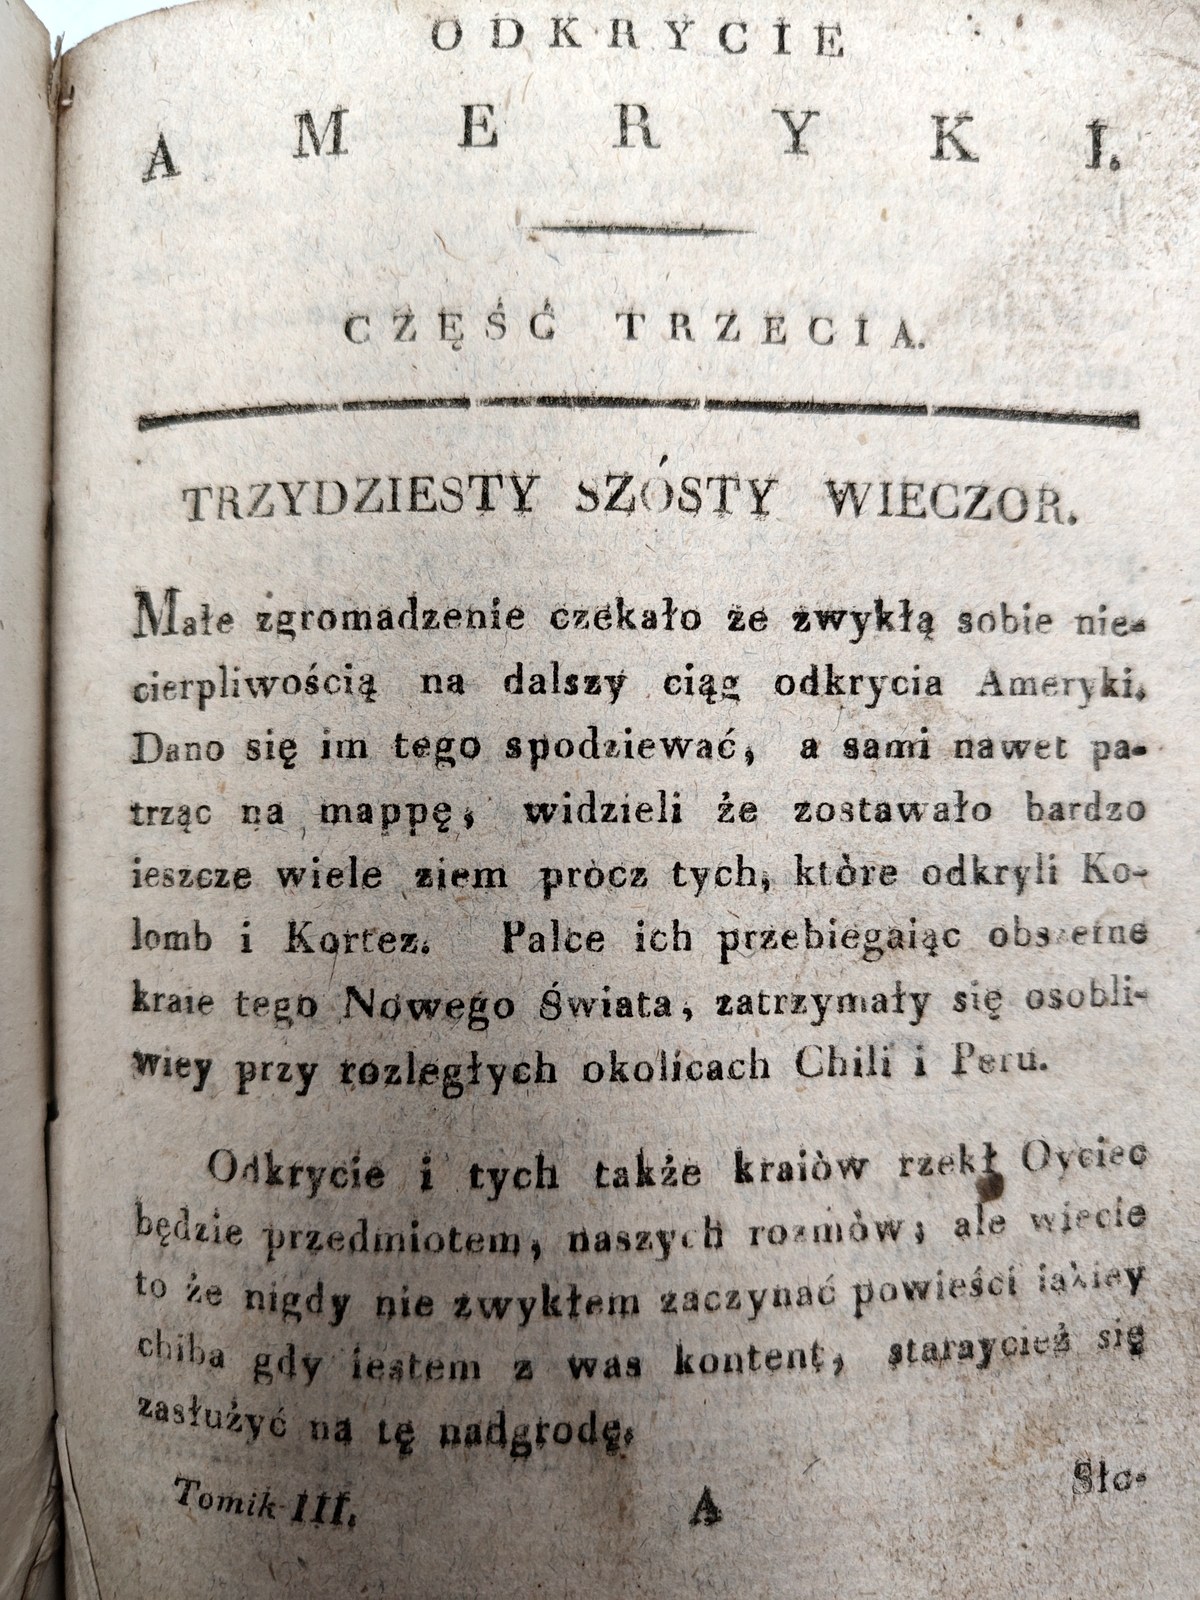 ODKRYCIE
AMERYKI.
CZĘŚĆ TRZECIA.
TRZYDZIESTY SZÓSTY WIECZOR.
Małe zgromadzenie czekało ze zwykłą sobie nie-
cierpliwością na dalszy ciąg odkrycia Ameryki.
Dano się im tego spodziewać, a sami nawet pa-
trząc na mappę, widzieli że zostawało bardzo
ieszcze wiele ziem pròcz tych, ktòre odkryli Ko-
lomb i Kortez. Palce ich przebiegaiąc obszerne
kraie tego Nowego Świata, zatrzymały się osobli-
wiey przy rozległych okolicach Chili i Peru.
Odkrycie i tych także kraiòw rzekł Oyciec
będzie przedmiotem, naszych rozmòw; ale wiecie
to że nigdy nie zwykłem zaczynać powieści iakiey
chiba gdy iestem z was kontent, staraycież się
zasłużyć na tę nadgrodę.
Tomik III. A Sło-